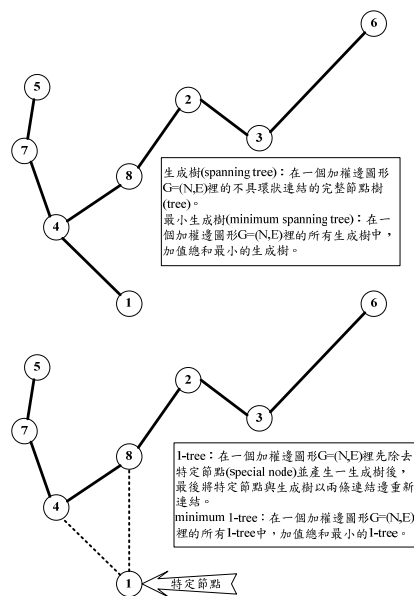 6
5
2
7
3
8
生成樹(spanning tree)：在一個加權邊圖形
G=(N,E)裡的不具環狀連結的完整節點樹
(tree)。
最小生成樹(minimum spanning tree)：在一
個加權邊圖形G=(N,E)裡的所有生成樹中，
加值總和最小的生成樹。
4
1
6
5
2
7
3
8
1-tree：在一個加權邊圖形G=(N,E)裡先除去
特定節點(special node)並產生一生成樹後，
最後將特定節點與生成樹以兩條連結邊重新
連結。
minimum 1-tree：在一個加權邊圖形G=(N,E)
裡的所有1-tree中，加值總和最小的1-tree。
4
1
特定節點